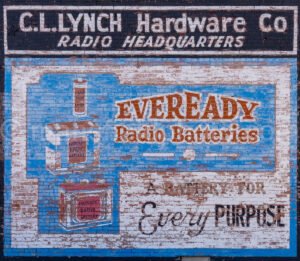 C.L.LYNCH Hardware Co
RADIO HEADQUARTERS
EVEREADY
Radio Batteries
A BATTERY FOR
Every PURPOSE